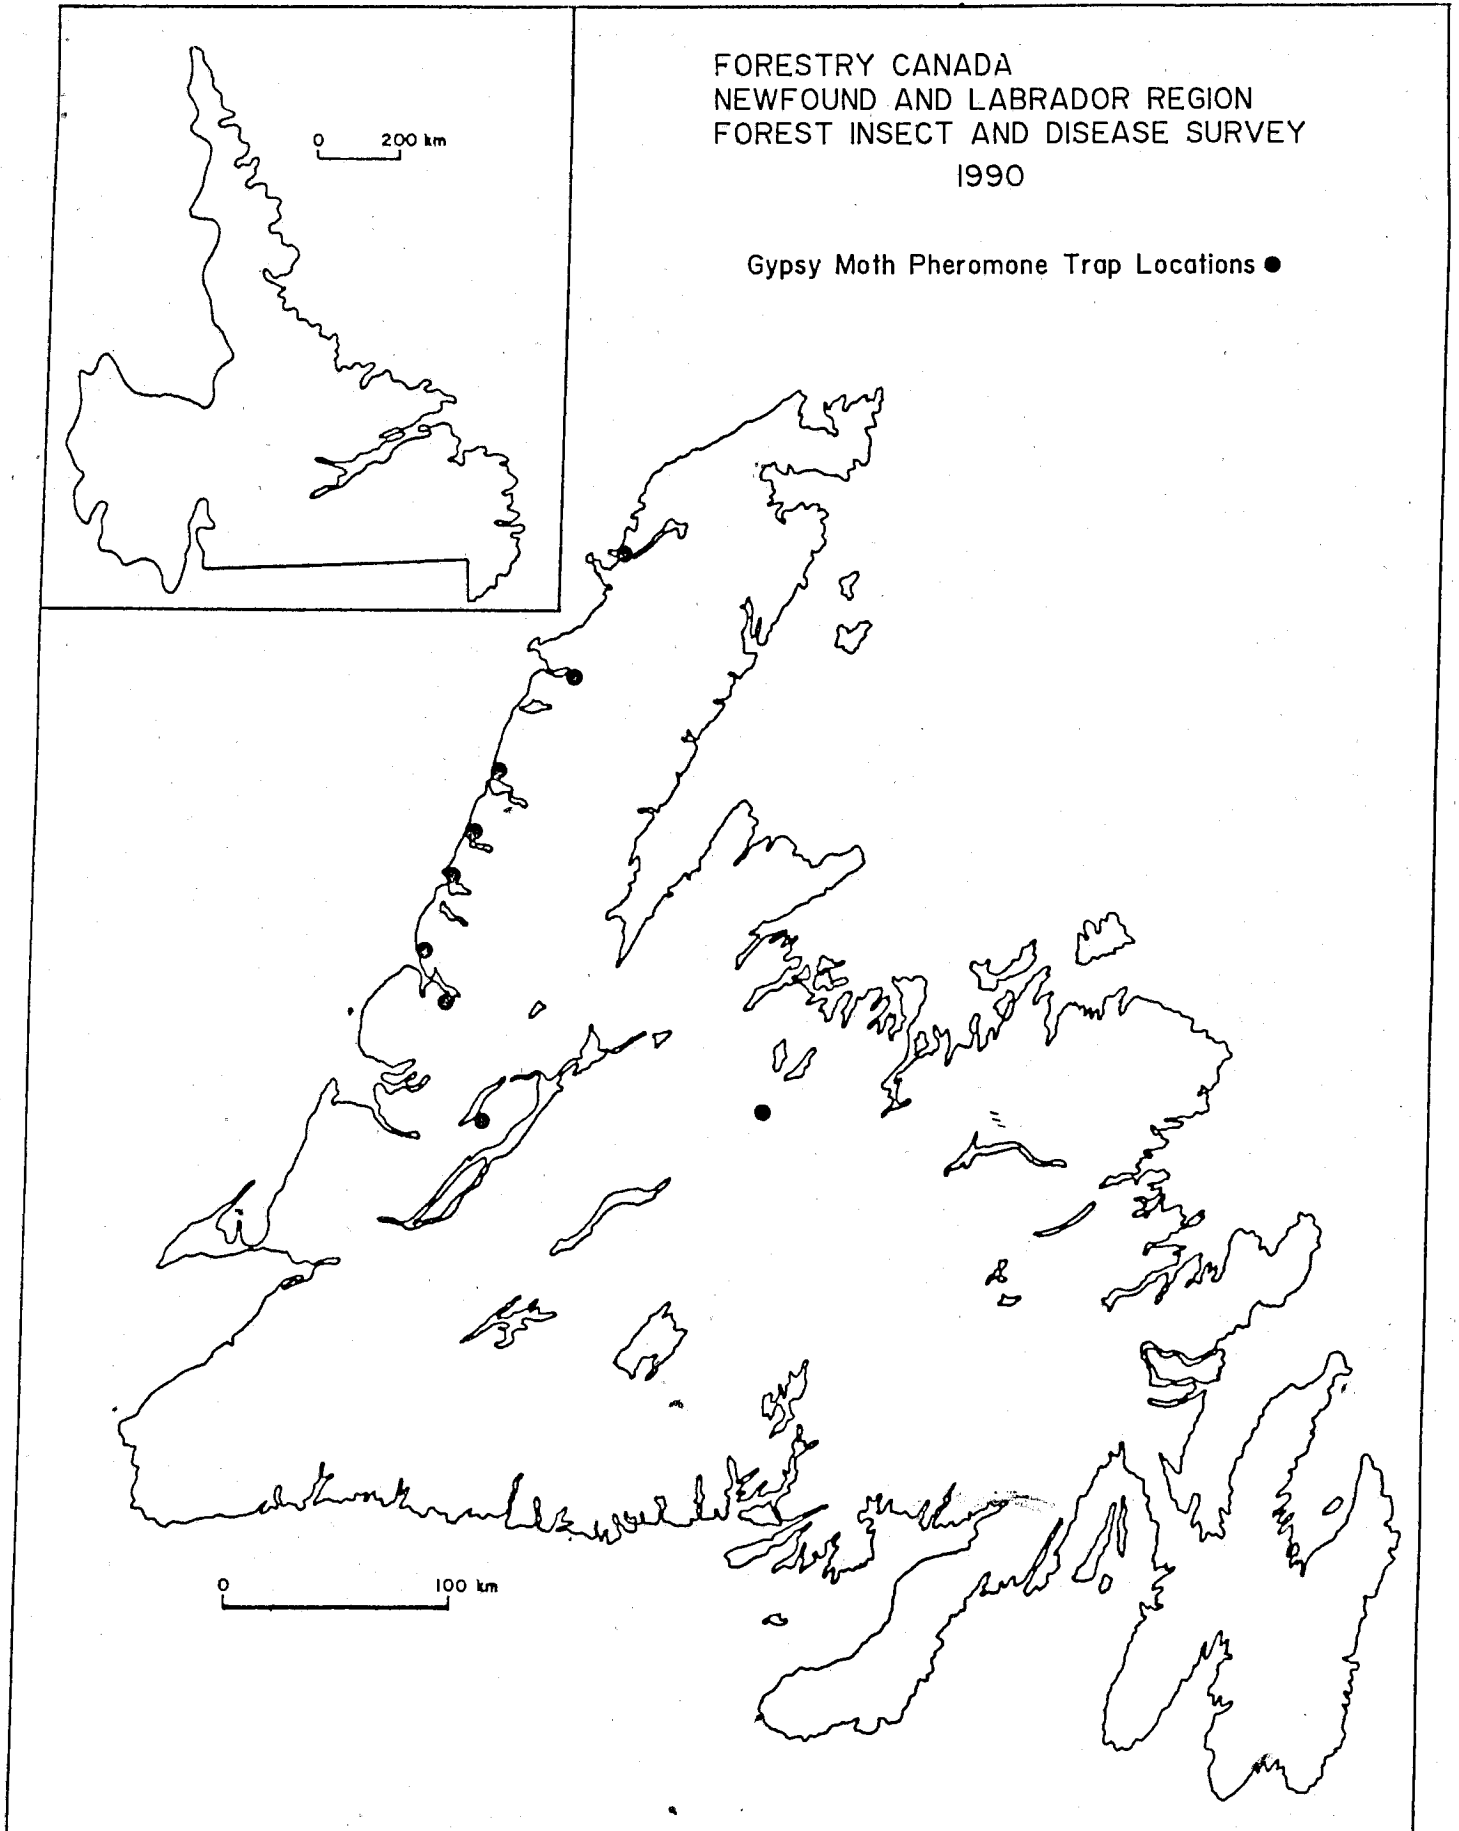 FORESTRY CANADA
NEWFOUND AND LABRADOR REGION
FOREST INSECT AND DISEASE SURVEY
1990
Gypsy Moth Pheromone Trap Locations
0 200 km
0 100 km